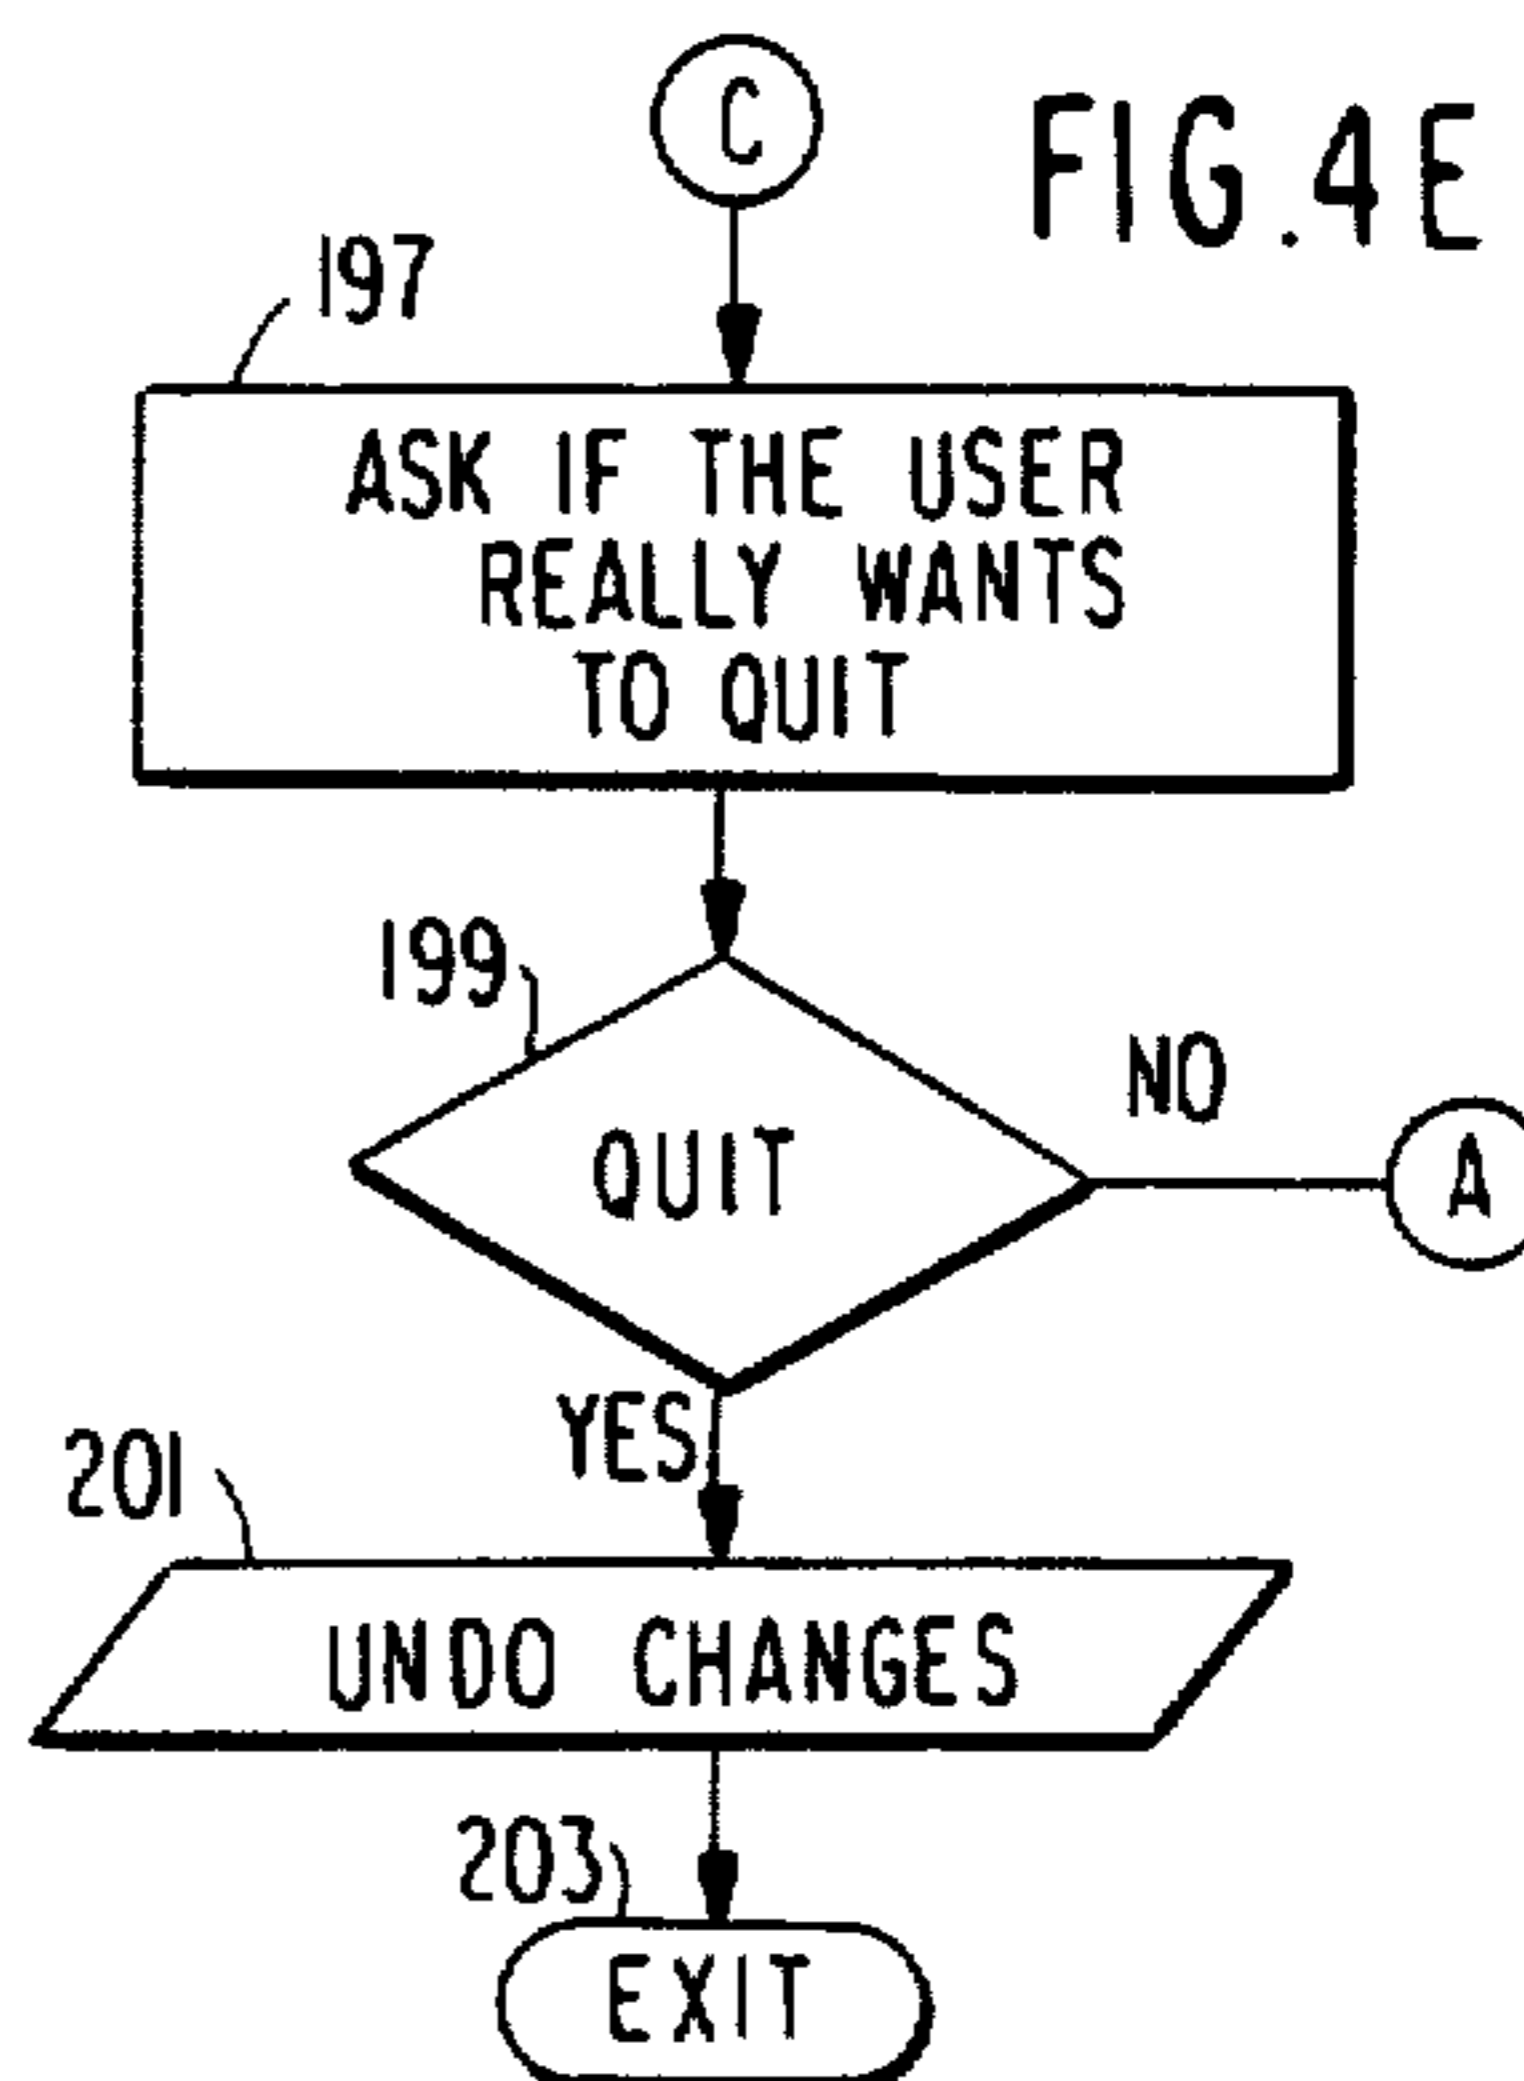 C
FIG.4E
197
ASK IF THE USER
REALLY WANTS
TO QUIT
199
QUIT
NO
A
YES
201
UNDO CHANGES
203
EXIT